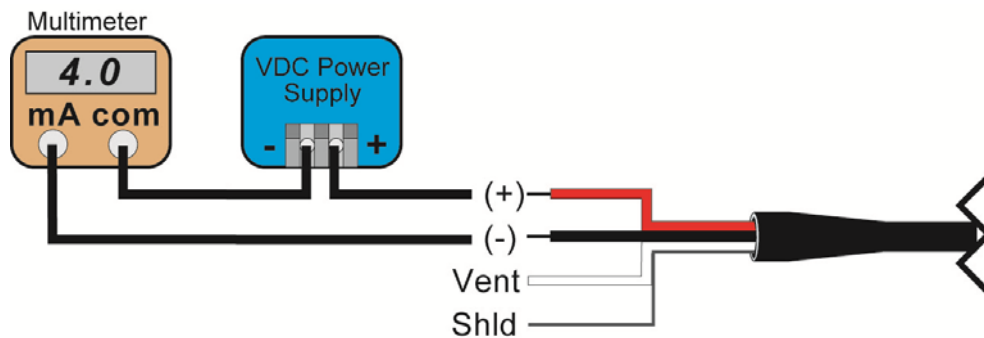 Multimeter
4.0
mA com
VDC Power
Supply
- +
(+)
(-)
Vent
Shld